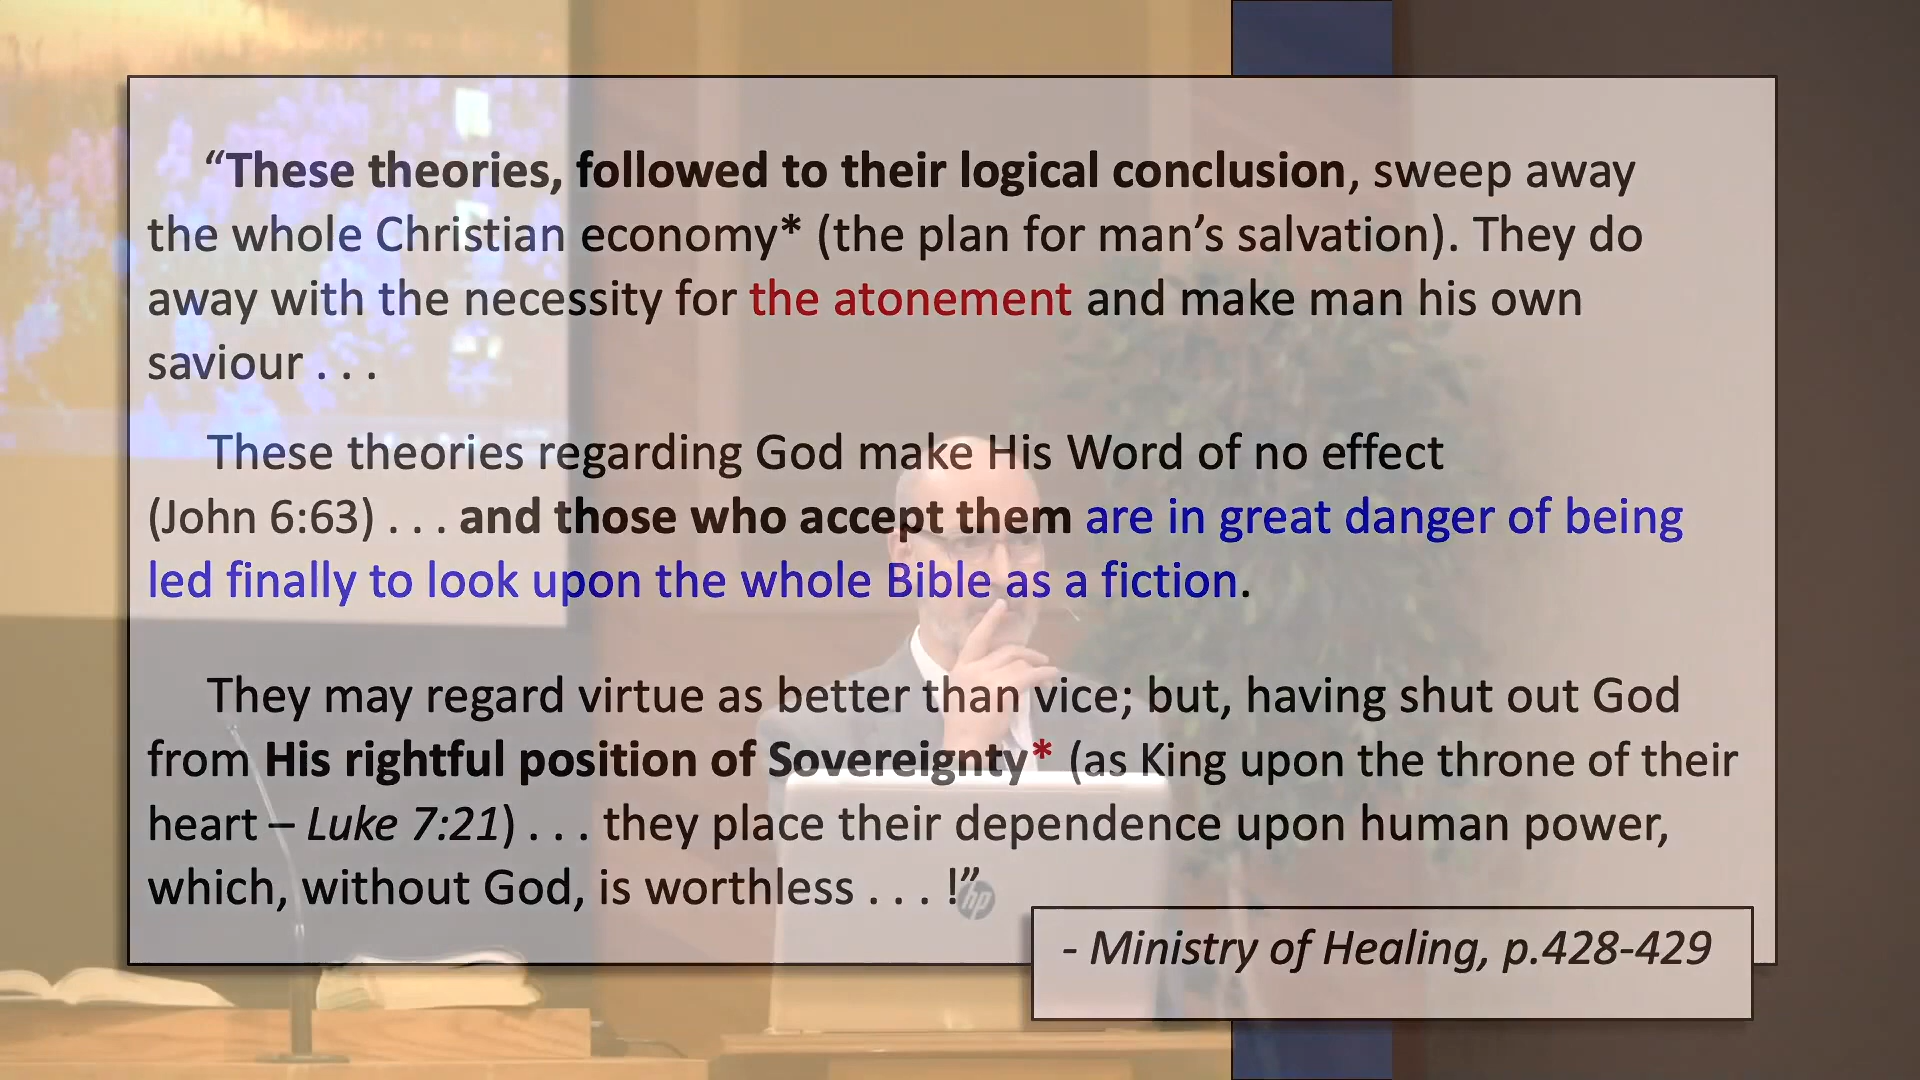 “These theories, followed to their logical conclusion, sweep away
the whole Christian economy* (the plan for man’s salvation). They do
away with the necessity for the atonement and make man his own
saviour . . .
These theories regarding God make His Word of no effect
(John 6:63) . . . and those who accept them are in great danger of being
led finally to look upon the whole Bible as a fiction.
They may regard virtue as better than vice; but, having shut out God
from His rightful position of Sovereignty* (as King upon the throne of their
heart – Luke 7:21) . . . they place their dependence upon human power,
which, without God, is worthless . . . !”
hp
- Ministry of Healing, p.428-429